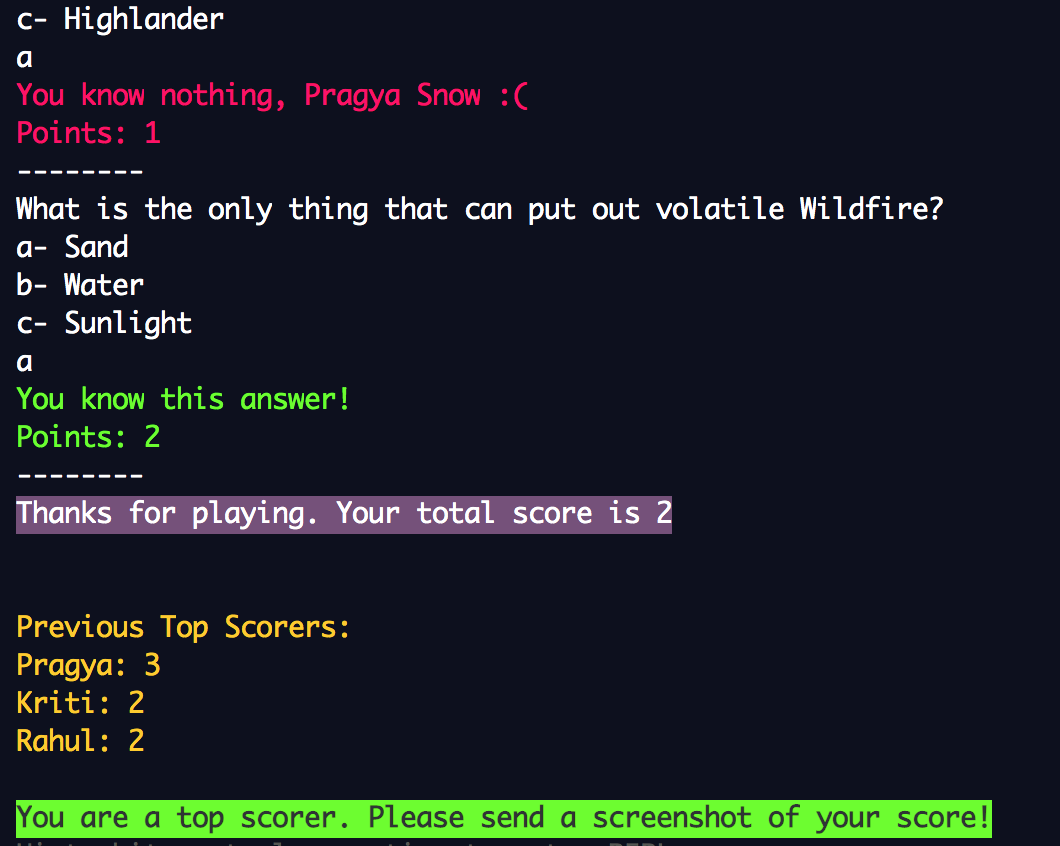 c- Highlander
a
You know nothing, Pragya Snow :(
Points: 1
--------
What is the only thing that can put out volatile Wildfire?
a- Sand
b- Water
c- Sunlight
a
You know this answer!
Points: 2
--------
Thanks for playing. Your total score is 2
Previous Top Scorers:
Pragya: 3
Kriti: 2
Rahul: 2
You are a top scorer. Please send a screenshot of your score!